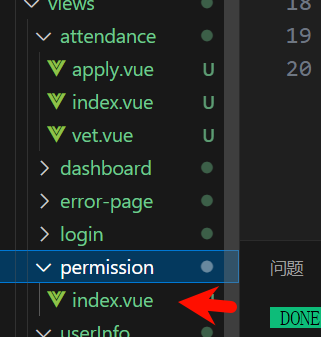 views
18
attendance
19
apply.vue U
20
index.vue U
vet.vue U
dashboard
error-page
login
permission
问题
index.vue
DONE
userInfo